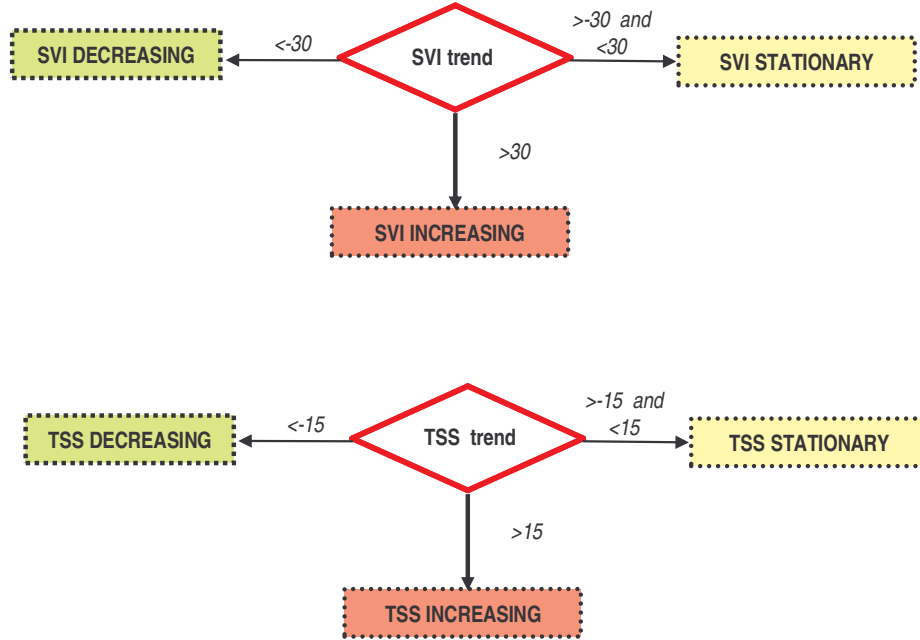 >-30 and
<-30
<30
SVI DECREASING
SVI trend
SVI STATIONARY
>30
SVI INCREASING
>-15 and
<-15
<15
TSS DECREASING
TSS trend
TSS STATIONARY
>15
TSS INCREASING